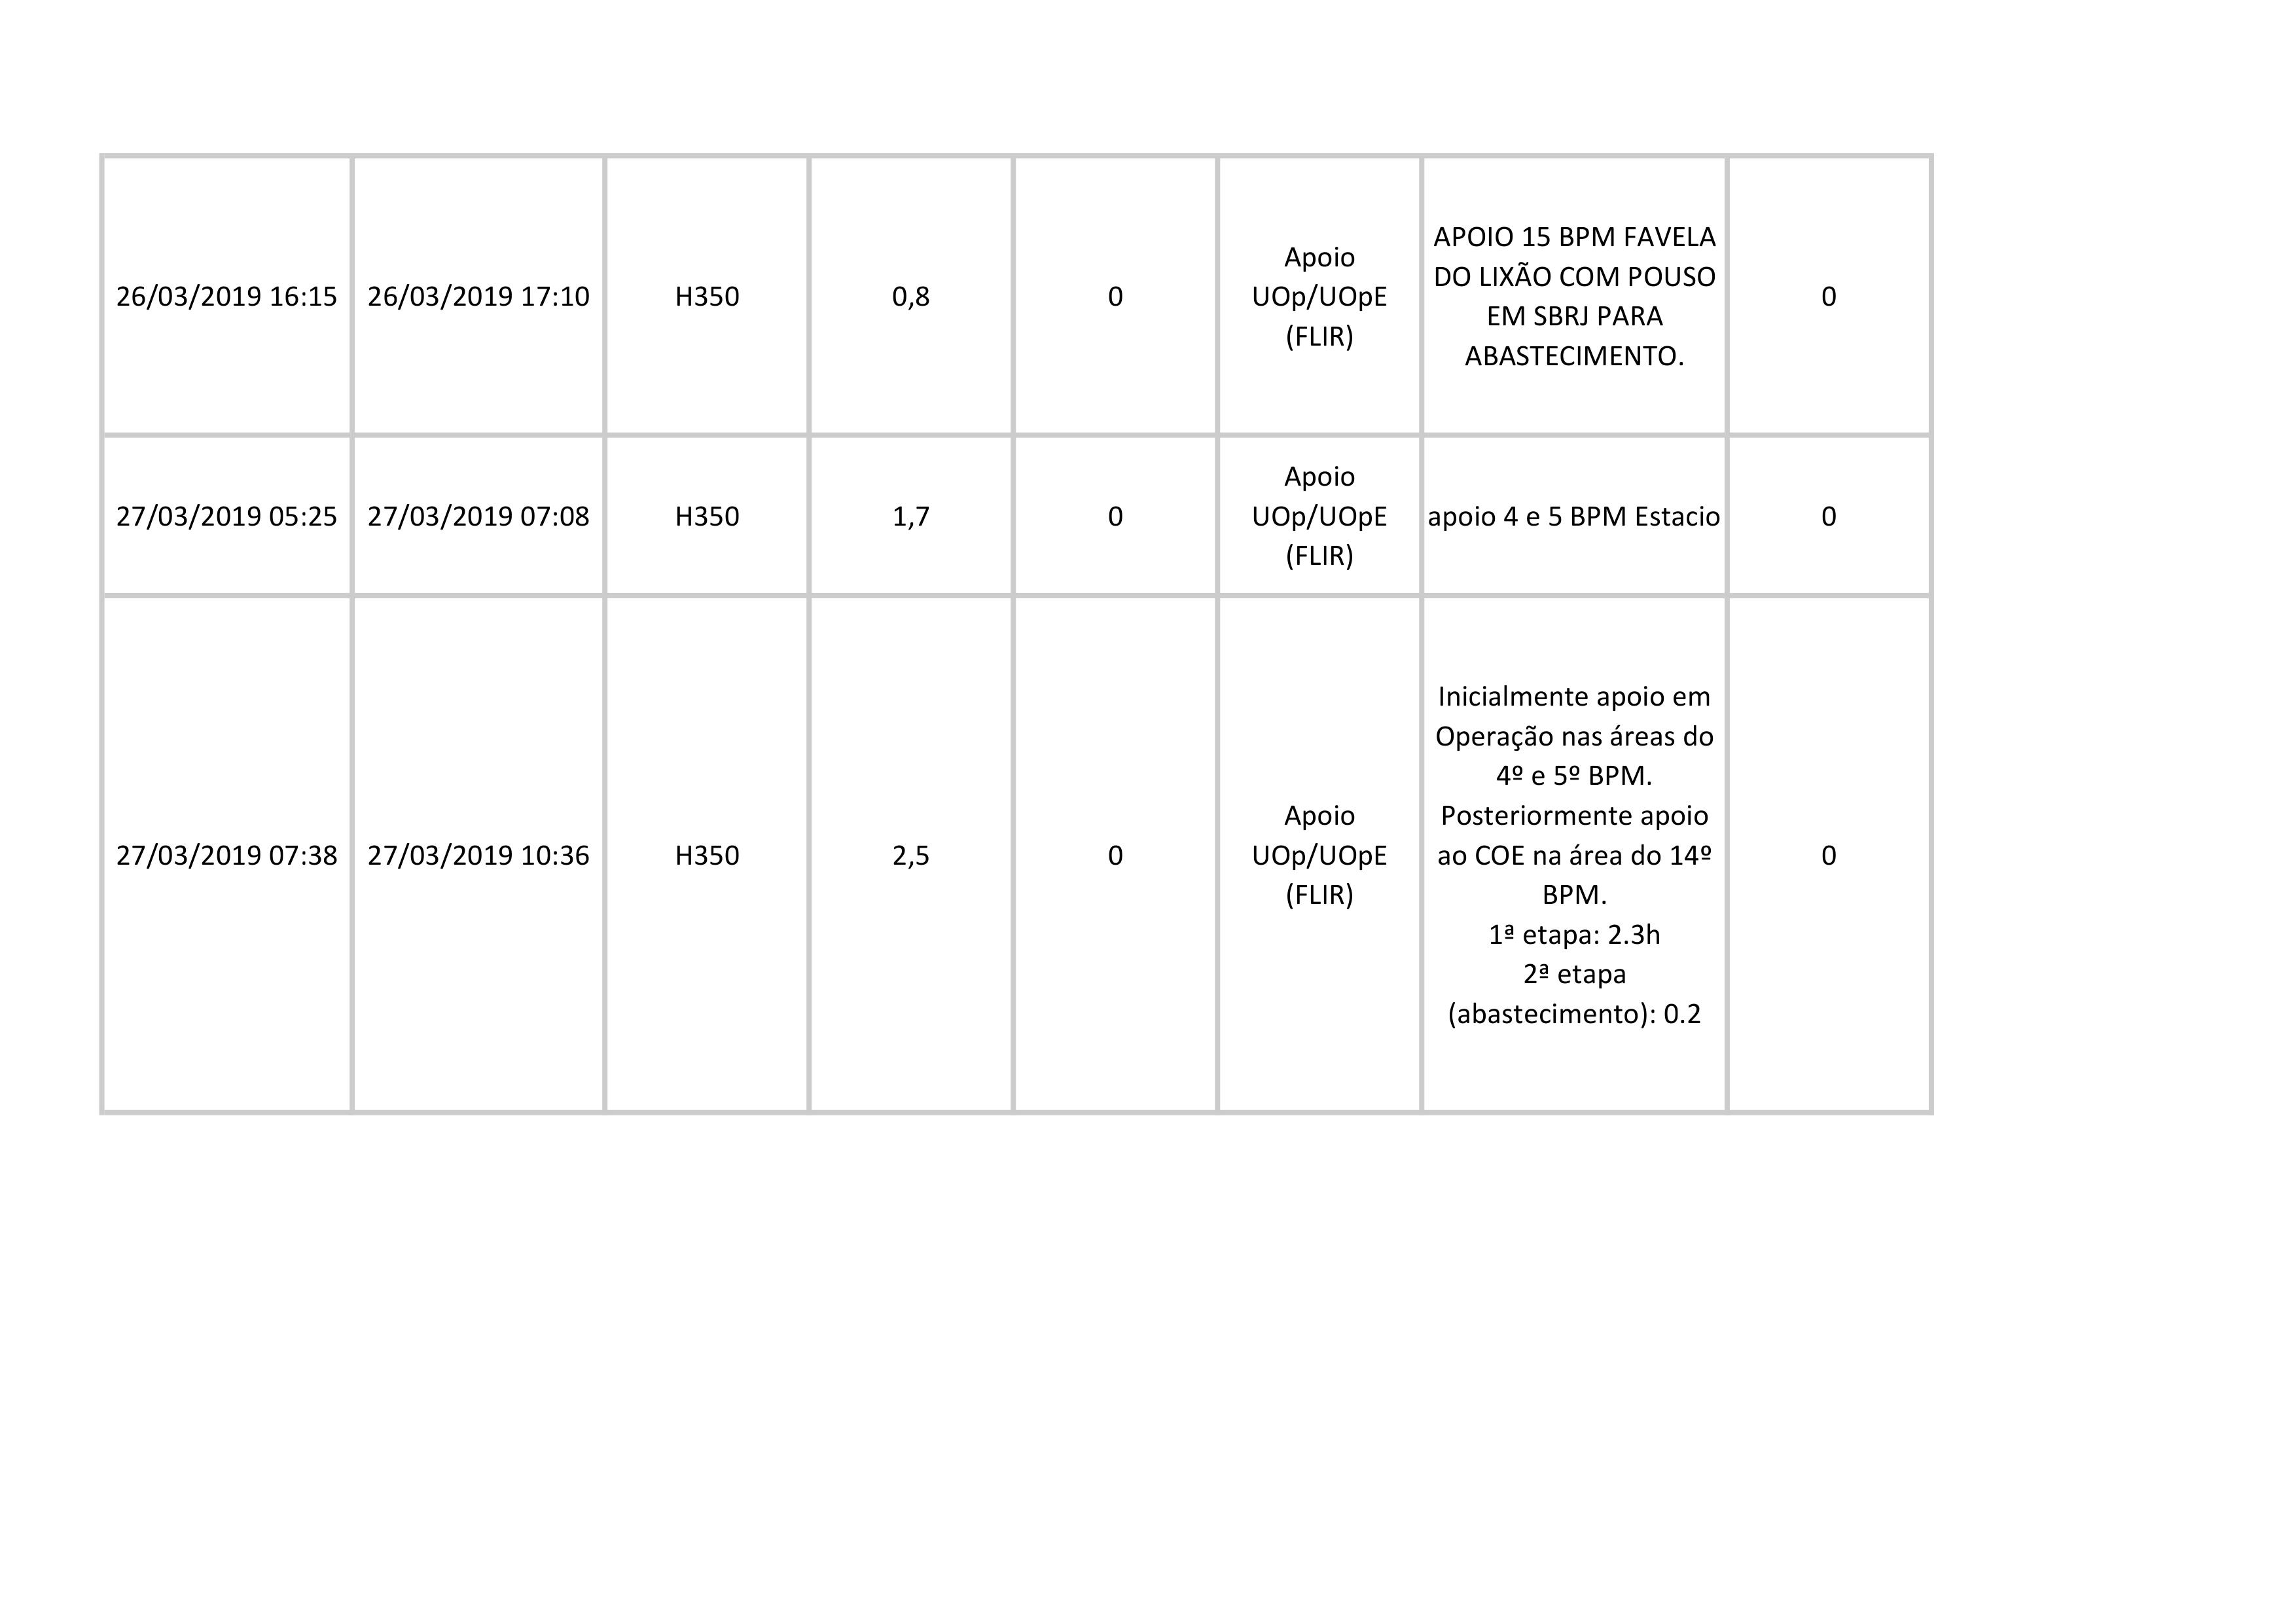 26/03/2019 16:15 26/03/2019 17:10 H350 0,8 0 Apoio
UOp/UOpE
(FLIR) APOIO 15 BPM FAVELA
DO LIXÃO COM POUSO
EM SBRJ PARA
ABASTECIMENTO. 0
27/03/2019 05:25 27/03/2019 07:08 H350 1,7 0 Apoio
UOp/UOpE
(FLIR) apoio 4 e 5 BPM Estacio 0
27/03/2019 07:38 27/03/2019 10:36 H350 2,5 0 Apoio
UOp/UOpE
(FLIR) Inicialmente apoio em
Operação nas áreas do
4º e 5º BPM.
Posteriormente apoio
ao COE na área do 14º
BPM.
1ª etapa: 2.3h
2ª etapa
(abastecimento): 0.2 0